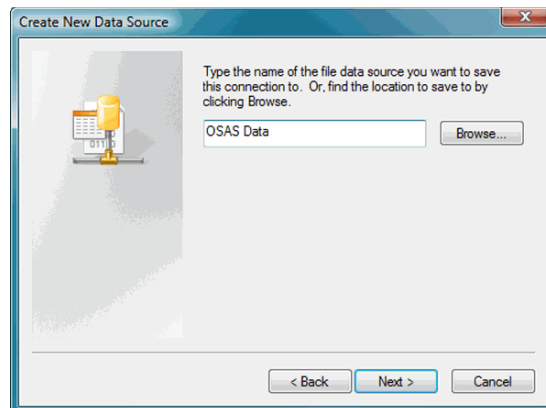 Create New Data Source
Type the name of the file data source you want to save
this connection to. Or, find the location to save to by
clicking Browse.
OSAS Data
Browse...
< Back
Next >
Cancel